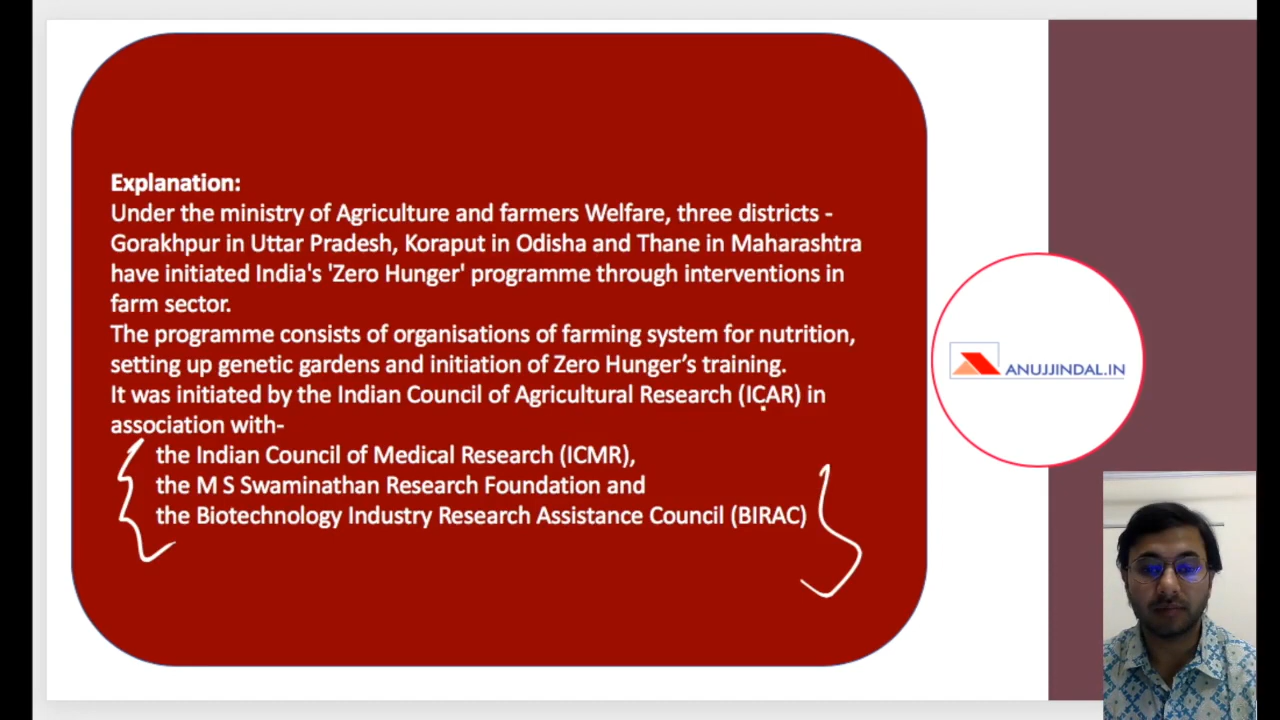 Explanation:
Under the ministry of Agriculture and farmers Welfare, three districts -
Gorakhpur in Uttar Pradesh, Koraput in Odisha and Thane in Maharashtra
have initiated India's 'Zero Hunger' programme through interventions in
farm sector.
The programme consists of organisations of farming system for nutrition,
setting up genetic gardens and initiation of Zero Hunger’s training.
It was initiated by the Indian Council of Agricultural Research (ICAR) in
association with-
the Indian Council of Medical Research (ICMR),
the M S Swaminathan Research Foundation and
the Biotechnology Industry Research Assistance Council (BIRAC)
ANUJJINDAL.IN